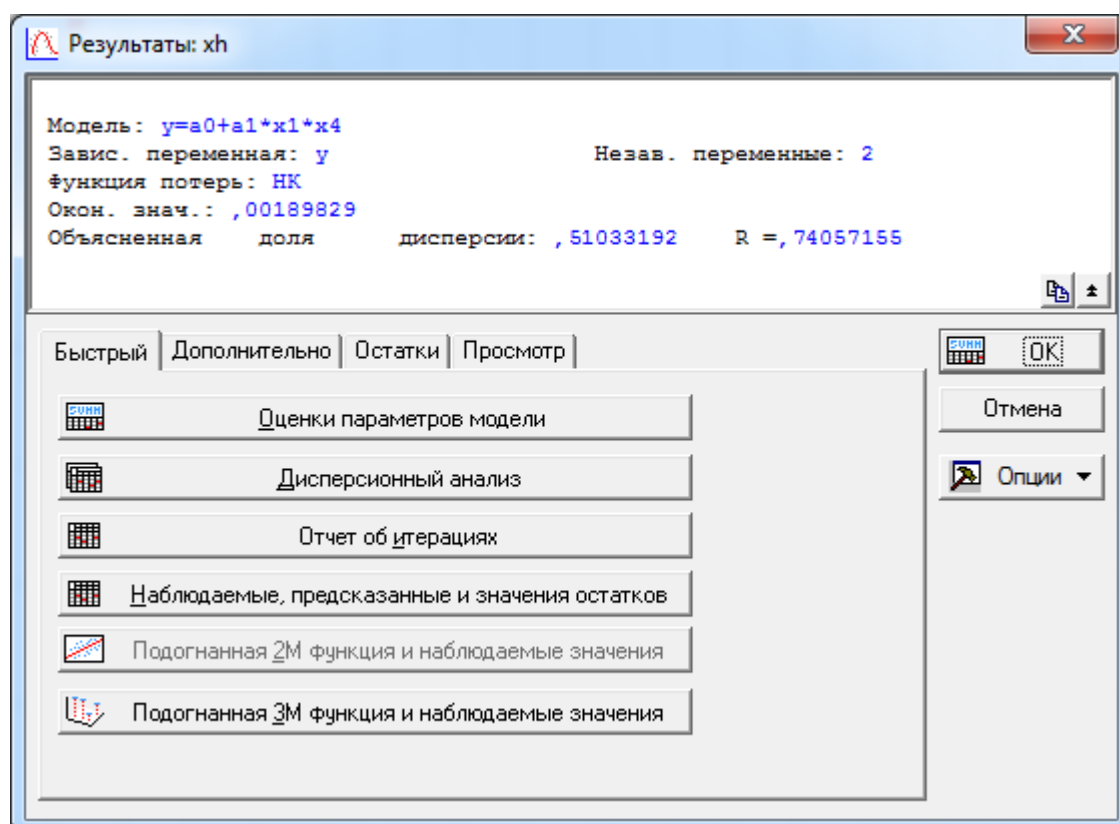 Результаты: xh
Модель: y=a0+a1*x1*x4
Завис. переменная: y Незав. переменные: 2
Функция потерь: НК
Окон. знач.: ,00189829
Объясненная доля дисперсии: ,51033192 R =,74057155
Быстрый Дополнительно Остатки Просмотр
SUMM OK
SUMM Оценки параметров модели
Отмена
Дисперсионный анализ
Опции
Отчет об итерациях
Наблюдаемые, предсказанные и значения остатков
Подогнанная 2М функция и наблюдаемые значения
Подогнанная 3М функция и наблюдаемые значения